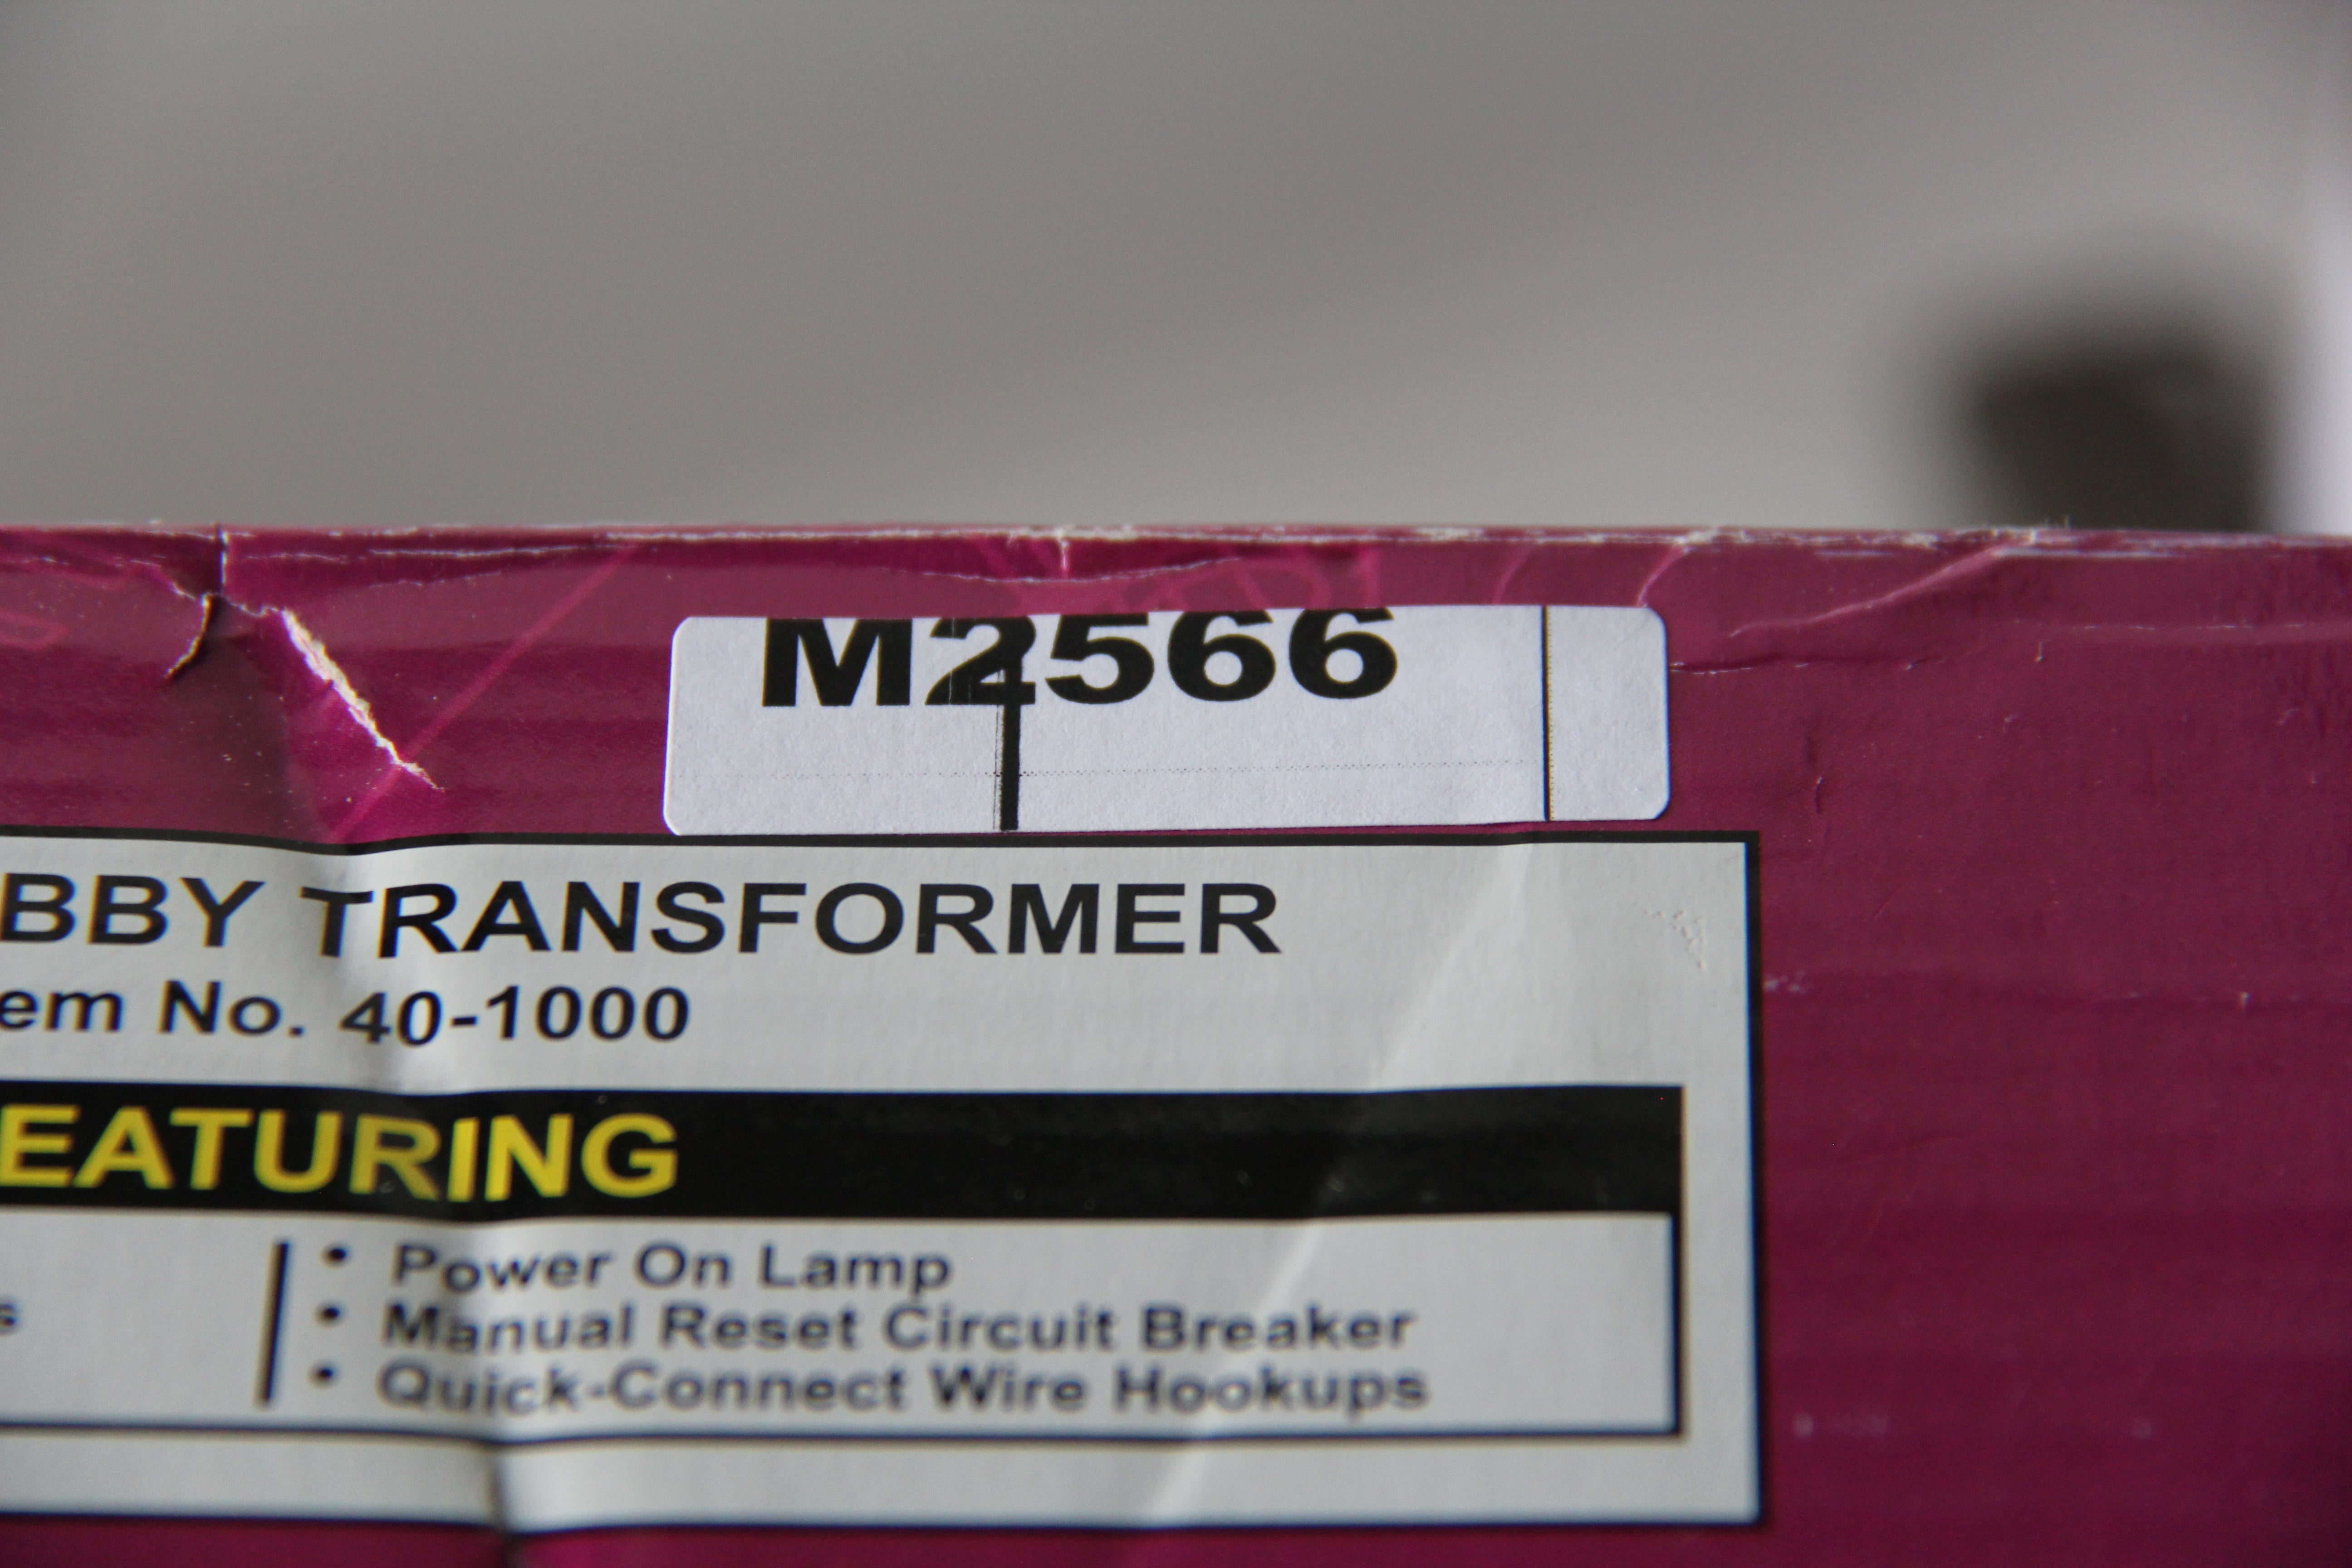 M2566
BBY TRANSFORMER
em No. 40-1000
EATURING
s
• Power On Lamp
• Manual Reset Circuit Breaker
• Quick-Connect Wire Hookups